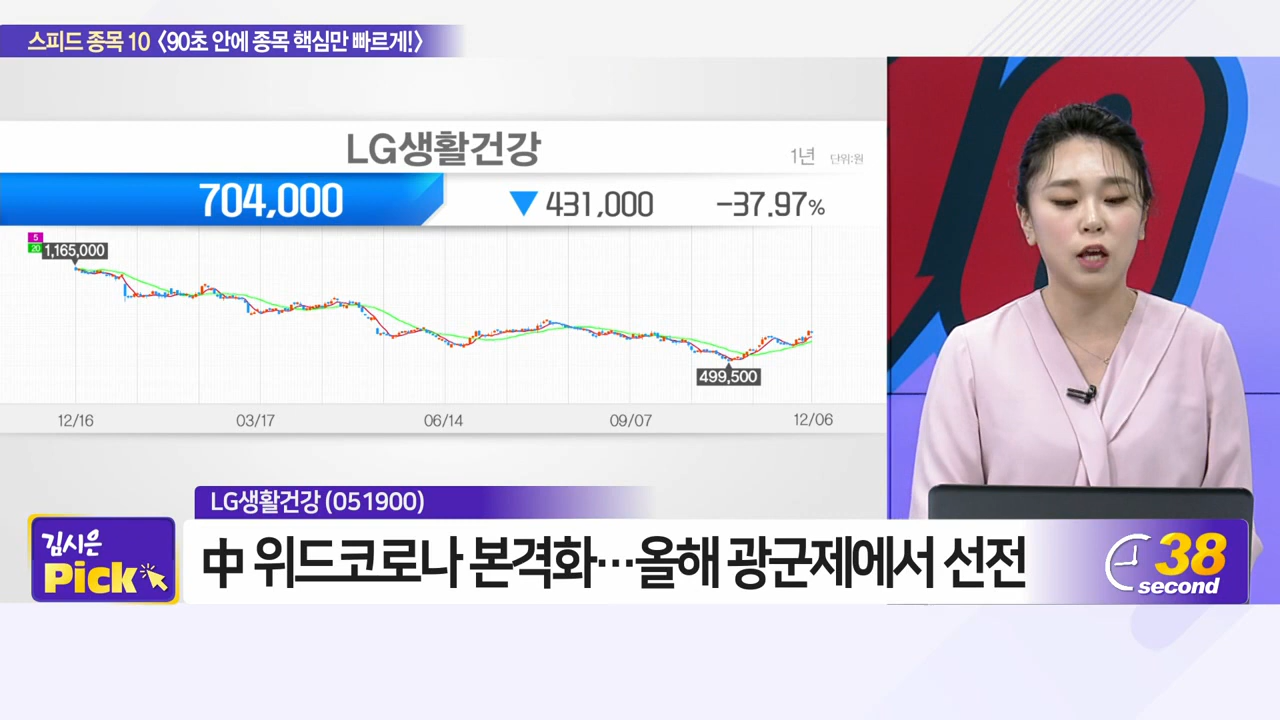 스피드 종목 10 〈90초 안에 종목 핵심만 빠르게!〉
LG생활건강
1년 단위:원
704,000 ▼ 431,000 -37.97%
5
20
1,165,000
499,500
12/16 03/17 06/14 09/07 12/06
LG생활건강 (051900)
김시은
Pick
中 위드코로나 본격화…올해 광군제에서 선전
38
second